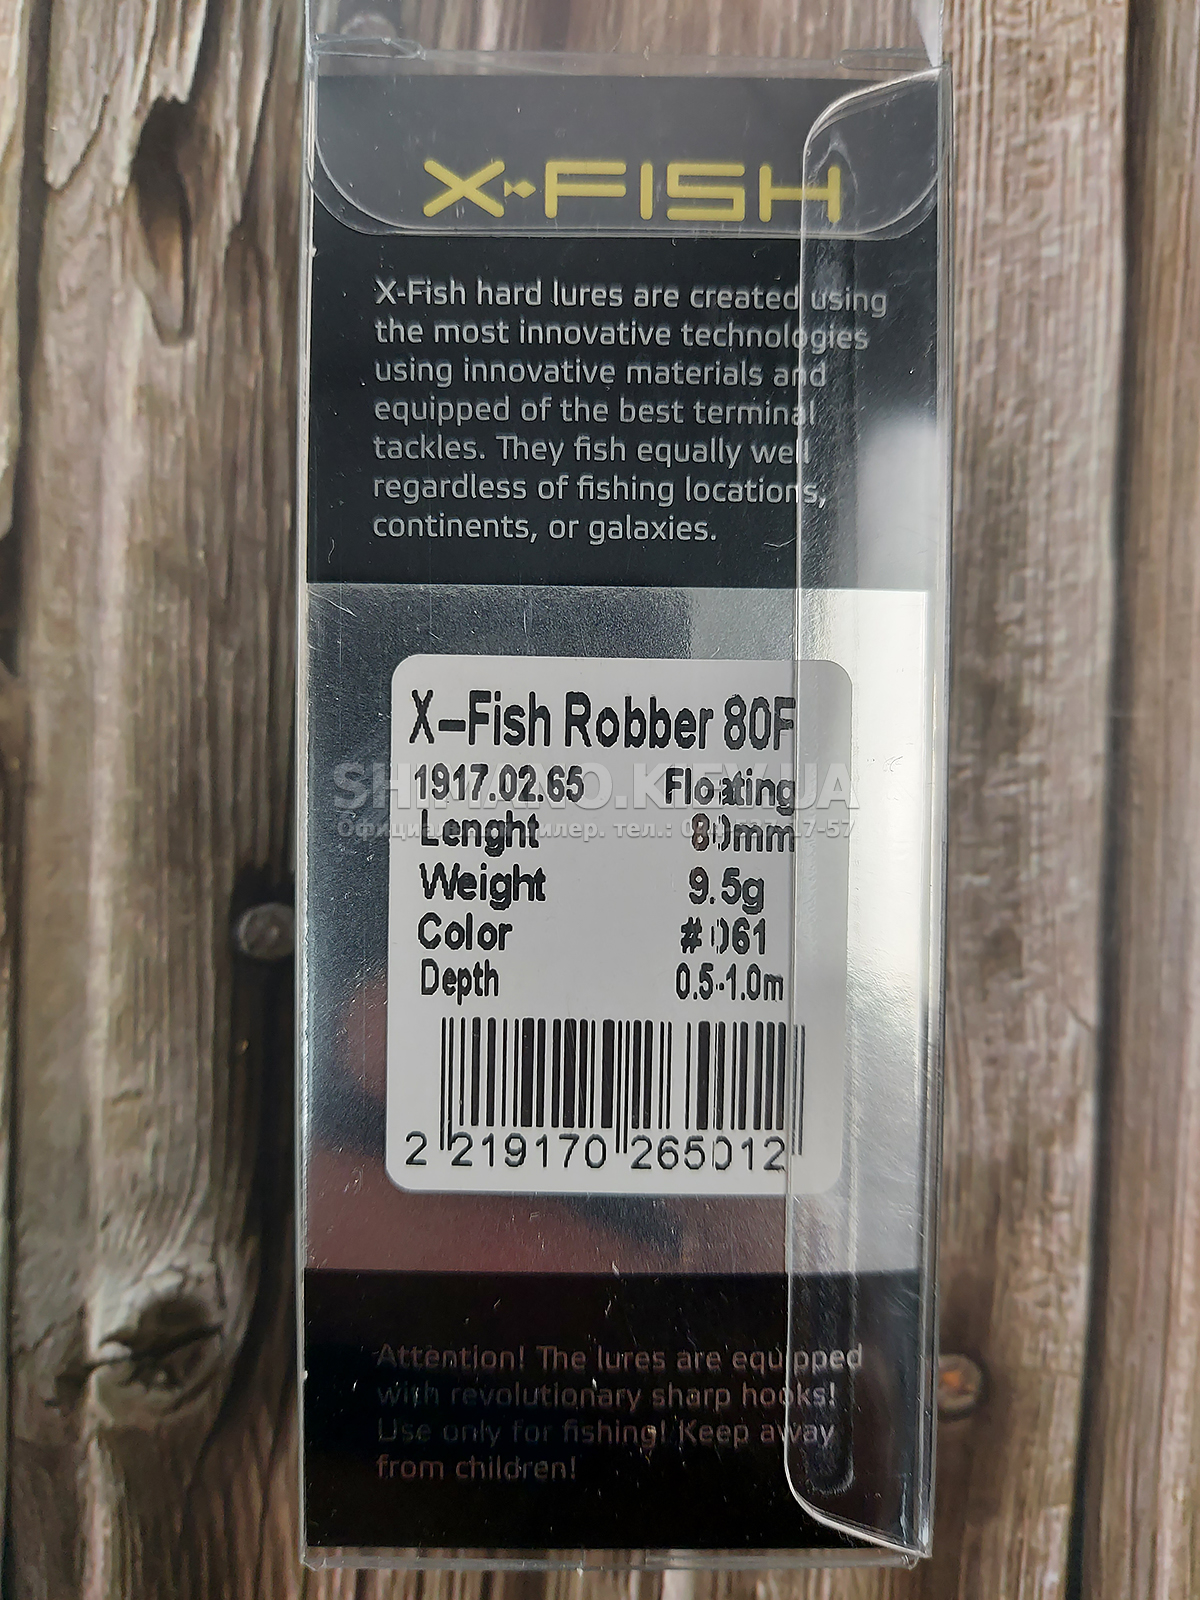 X-FISH
X-Fish hard lures are created using
the most innovative technologies
using innovative materials and
equipped of the best terminal
tackles. They fish equally well
regardless of fishing locations,
continents, or galaxies.
X-Fish Robber 80F
1917.02.65 Floating
SHIMANO.KIEV.UA
Lenght 80mm
Weight 9.5g
Color #061
Depth 0.5-1.0m
2 219170 265012
Attention! The lures are equipped
with revolutionary sharp hooks!
Use only for fishing! Keep away
from children!